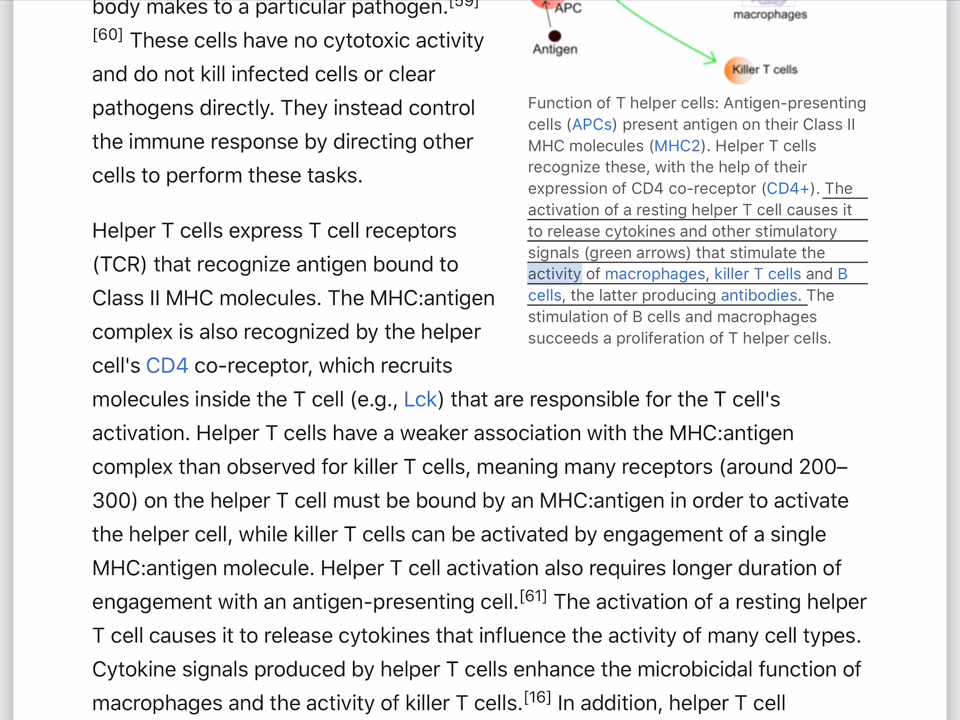 body makes to a particular pathogen.[59]
[60] These cells have no cytotoxic activity
and do not kill infected cells or clear
pathogens directly. They instead control
the immune response by directing other
cells to perform these tasks.
APC
macrophages
Antigen
Killer T cells
Function of T helper cells: Antigen-presenting
cells (APCs) present antigen on their Class II
MHC molecules (MHC2). Helper T cells
recognize these, with the help of their
expression of CD4 co-receptor (CD4+). The
activation of a resting helper T cell causes it
to release cytokines and other stimulatory
signals (green arrows) that stimulate the
activity of macrophages, killer T cells and B
cells, the latter producing antibodies. The
stimulation of B cells and macrophages
succeeds a proliferation of T helper cells.
Helper T cells express T cell receptors
(TCR) that recognize antigen bound to
Class II MHC molecules. The MHC:antigen
complex is also recognized by the helper
cell's CD4 co-receptor, which recruits
molecules inside the T cell (e.g., Lck) that are responsible for the T cell's
activation. Helper T cells have a weaker association with the MHC:antigen
complex than observed for killer T cells, meaning many receptors (around 200–
300) on the helper T cell must be bound by an MHC:antigen in order to activate
the helper cell, while killer T cells can be activated by engagement of a single
MHC:antigen molecule. Helper T cell activation also requires longer duration of
engagement with an antigen-presenting cell.[61] The activation of a resting helper
T cell causes it to release cytokines that influence the activity of many cell types.
Cytokine signals produced by helper T cells enhance the microbicidal function of
macrophages and the activity of killer T cells.[16] In addition, helper T cell